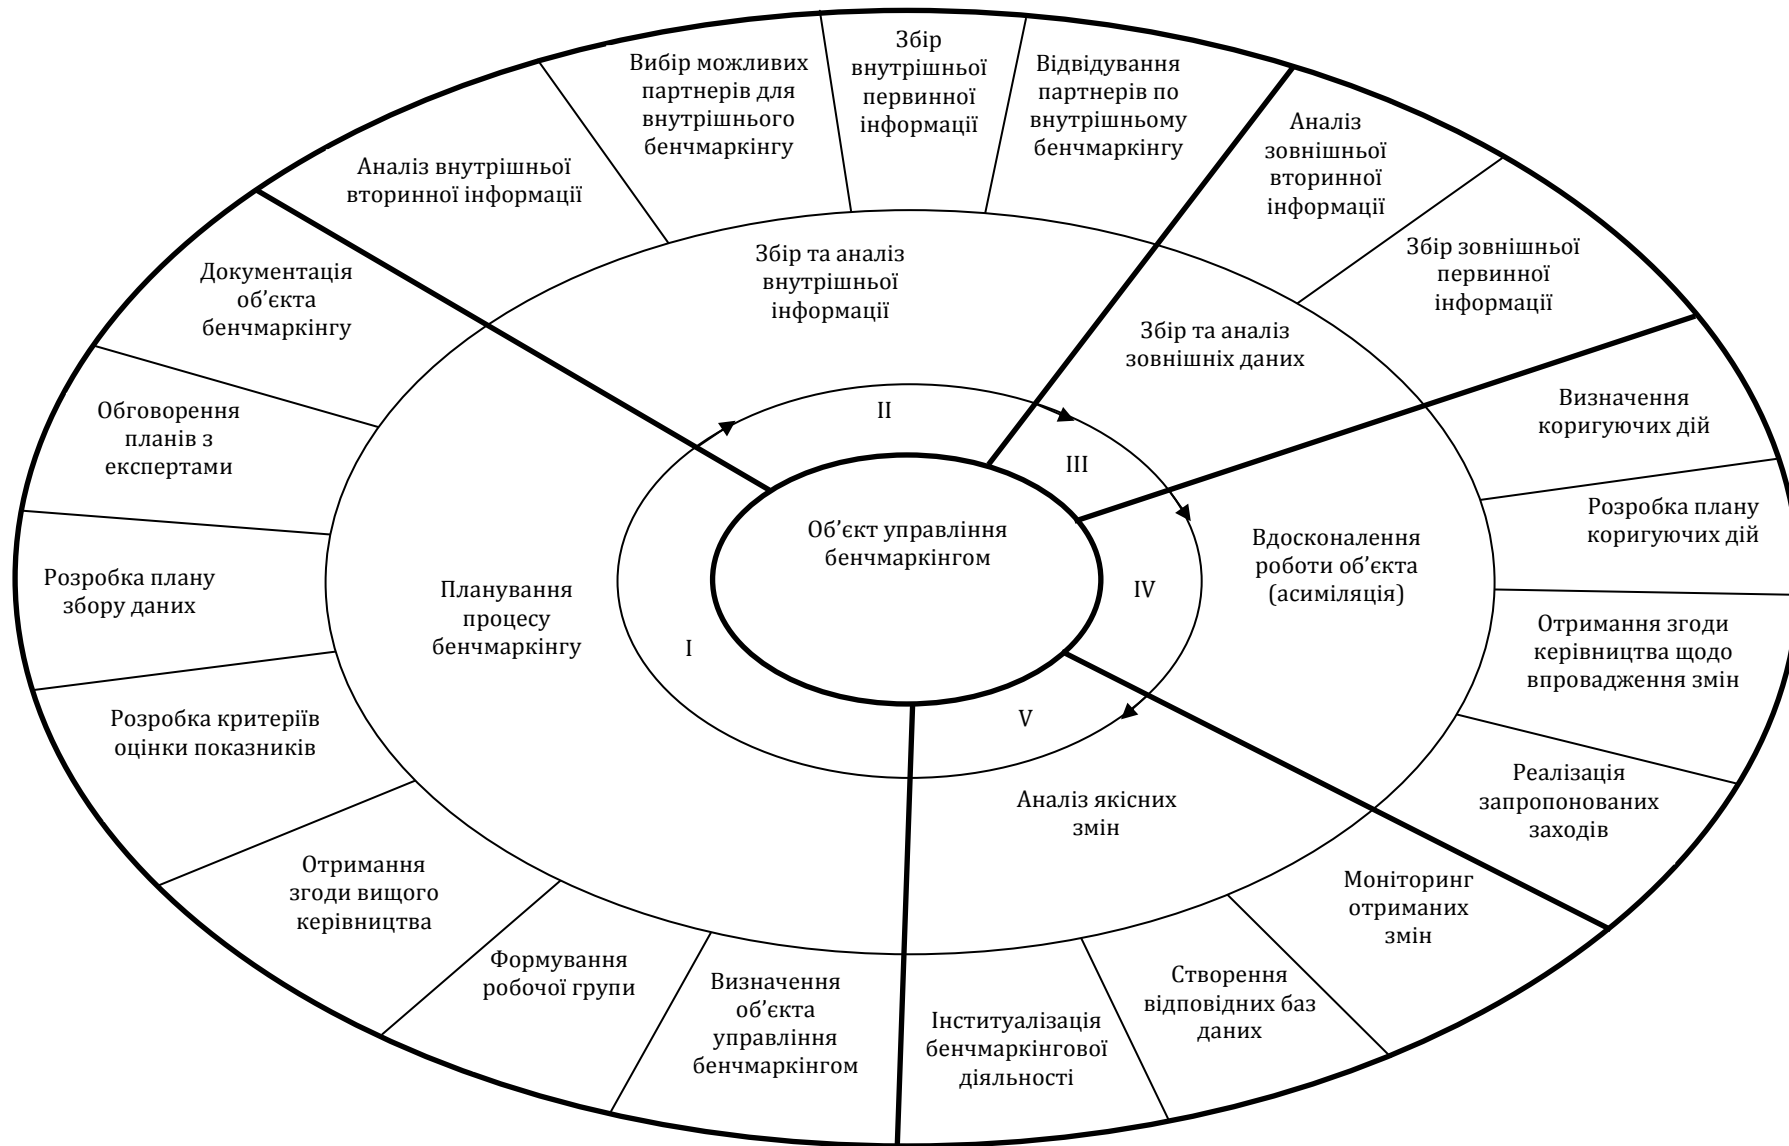 Збір
внутрішньої
первинної
інформації
Вибір можливих
партнерів для
внутрішнього
бенчмаркінгу
Відвідування
партнерів по
внутрішньому
бенчмаркінгу
Аналіз
зовнішньої
вторинної
інформації
Аналіз внутрішньої
вторинної інформації
Збір зовнішньої
первинної
інформації
Документація
об’єкта
бенчмаркінгу
Збір та аналіз
внутрішньої
інформації
Збір та аналіз
зовнішніх даних
Обговорення
планів з
експертами
II
III
Визначення
коригуючих дій
Розробка плану
коригуючих дій
Об’єкт управління
бенчмаркінгом
Вдосконалення
роботи об’єкта
(асиміляція)
IV
Розробка плану
збору даних
Планування
процесу
бенчмаркінгу
I
Отримання згоди
керівництва щодо
впровадження змін
V
Розробка критеріїв
оцінки показників
Аналіз якісних
змін
Реалізація
запропонованих
заходів
Отримання
згоди вищого
керівництва
Моніторинг
отриманих
змін
Формування
робочої групи
Визначення
об’єкта
управління
бенчмаркінгом
Інституалізація
бенчмаркінгової
діяльності
Створення
відповідних баз
даних